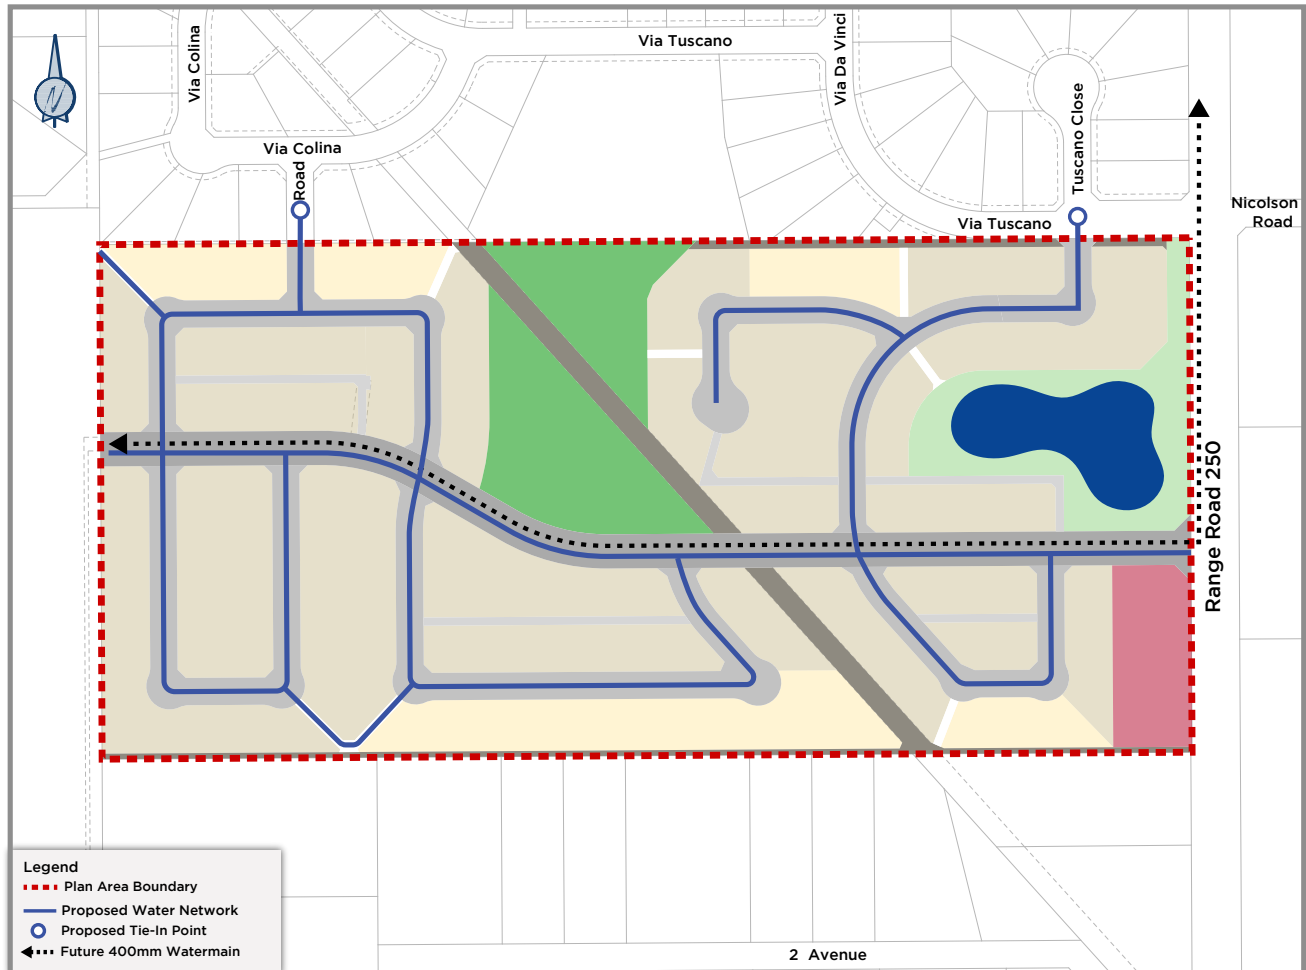 Via Colina
Via Tuscano
Via Da Vinci
Tuscano Close
Via Colina
Road
Via Tuscano
Nicolson
Road
Range Road 250
Legend
Plan Area Boundary
Proposed Water Network
Proposed Tie-In Point
Future 400mm Watermain
2 Avenue